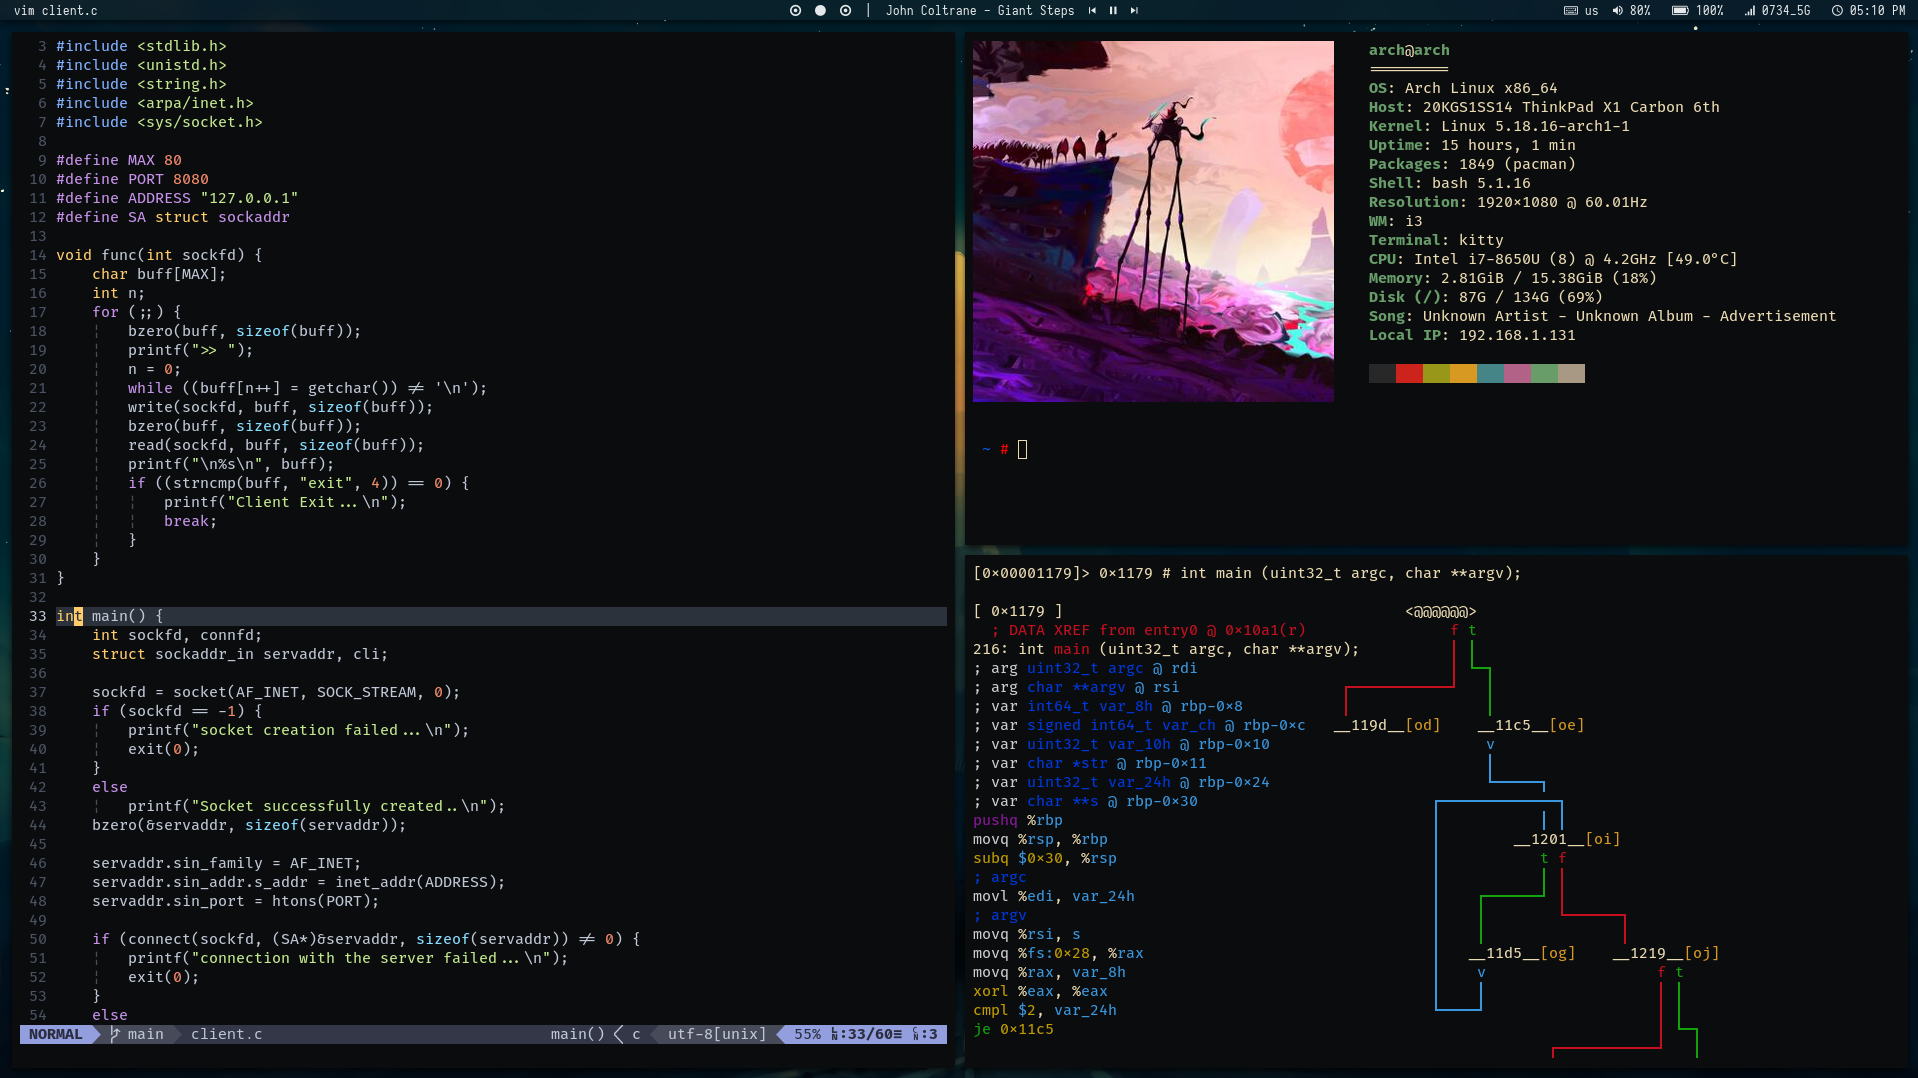 vim client.c
John Coltrane - Giant Steps
us 80% 100% 0734_5G 05:10 PM
3 #include <stdlib.h>
4 #include <unistd.h>
5 #include <string.h>
6 #include <arpa/inet.h>
7 #include <sys/socket.h>
8
9 #define MAX 80
10 #define PORT 8080
11 #define ADDRESS "127.0.0.1"
12 #define SA struct sockaddr
13
14 void func(int sockfd) {
15 char buff[MAX];
16 int n;
17 for (;;) {
18 bzero(buff, sizeof(buff));
19 printf(">> ");
20 n = 0;
21 while ((buff[n++] = getchar()) != '\n');
22 write(sockfd, buff, sizeof(buff));
23 bzero(buff, sizeof(buff));
24 read(sockfd, buff, sizeof(buff));
25 printf("\n%s\n", buff);
26 if ((strncmp(buff, "exit", 4)) == 0) {
27 printf("Client Exit...\n");
28 break;
29 }
30 }
31 }
32
33 int main() {
34 int sockfd, connfd;
35 struct sockaddr_in servaddr, cli;
36
37 sockfd = socket(AF_INET, SOCK_STREAM, 0);
38 if (sockfd == -1) {
39 printf("socket creation failed...\n");
40 exit(0);
41 }
42 else
43 printf("Socket successfully created..\n");
44 bzero(&servaddr, sizeof(servaddr));
45
46 servaddr.sin_family = AF_INET;
47 servaddr.sin_addr.s_addr = inet_addr(ADDRESS);
48 servaddr.sin_port = htons(PORT);
49
50 if (connect(sockfd, (SA*)&servaddr, sizeof(servaddr)) != 0) {
51 printf("connection with the server failed...\n");
52 exit(0);
53 }
54 else
NORMAL main client.c main() < c utf-8[unix] 55% LN:33/60≡ CN:3
arch@arch
=========
OS: Arch Linux x86_64
Host: 20KGS1SS14 ThinkPad X1 Carbon 6th
Kernel: Linux 5.18.16-arch1-1
Uptime: 15 hours, 1 min
Packages: 1849 (pacman)
Shell: bash 5.1.16
Resolution: 1920×1080 @ 60.01Hz
WM: i3
Terminal: kitty
CPU: Intel i7-8650U (8) @ 4.2GHz [49.0°C]
Memory: 2.81GiB / 15.38GiB (18%)
Disk (/): 87G / 134G (69%)
Song: Unknown Artist - Unknown Album - Advertisement
Local IP: 192.168.1.131
~ #
[0×00001179]> 0×1179 # int main (uint32_t argc, char **argv);
[ 0×1179 ] <@@@@@@>
; DATA XREF from entry0 @ 0×10a1(r) f t
216: int main (uint32_t argc, char **argv);
; arg uint32_t argc @ rdi
; arg char **argv @ rsi
; var int64_t var_8h @ rbp-0×8
; var signed int64_t var_ch @ rbp-0×c __119d__[od] __11c5__[oe]
; var uint32_t var_10h @ rbp-0×10 v
; var char *str @ rbp-0×11
; var uint32_t var_24h @ rbp-0×24
; var char **s @ rbp-0×30
pushq %rbp
movq %rsp, %rbp __1201__[oi]
subq $0×30, %rsp t f
; argc
movl %edi, var_24h
; argv
movq %rsi, s
movq %fs:0×28, %rax __11d5__[og] __1219__[oj]
movq %rax, var_8h v f t
xorl %eax, %eax
cmpl $2, var_24h
je 0×11c5